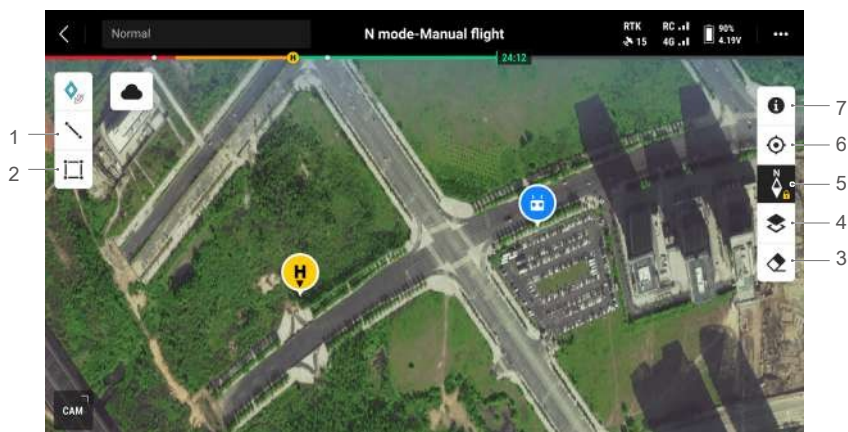 Normal
N mode-Manual flight
RTK
15
RC
4G
90%
4.19V
H
24:12
1
2
N
7
6
5
4
3
H
CAM